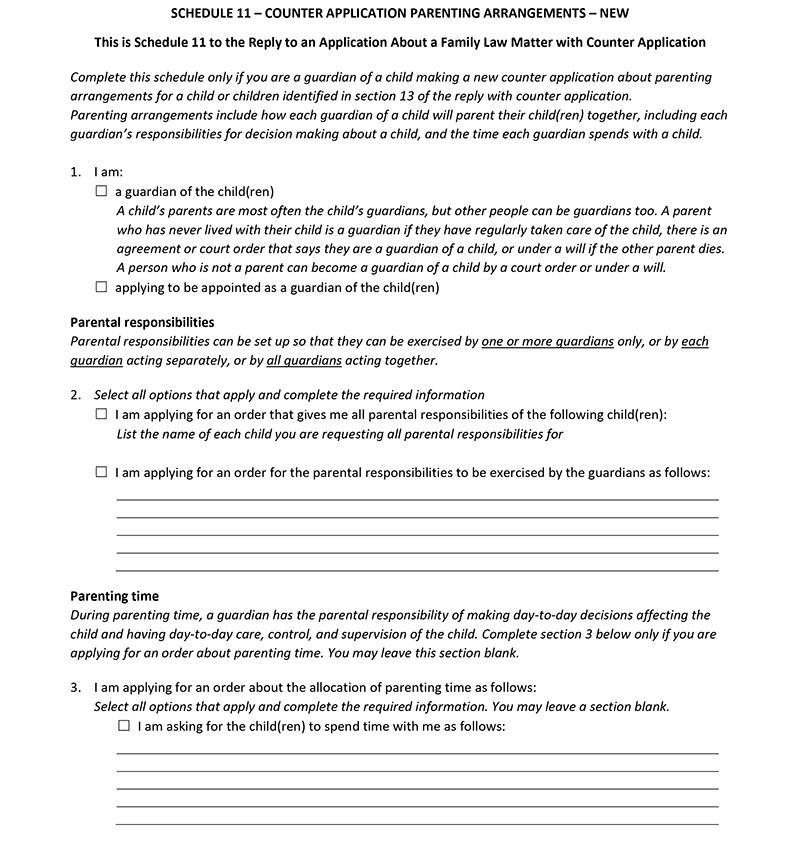 SCHEDULE 11 – COUNTER APPLICATION PARENTING ARRANGEMENTS – NEW
This is Schedule 11 to the Reply to an Application About a Family Law Matter with Counter Application
Complete this schedule only if you are a guardian of a child making a new counter application about parenting
arrangements for a child or children identified in section 13 of the reply with counter application.
Parenting arrangements include how each guardian of a child will parent their child(ren) together, including each
guardian's responsibilities for decision making about a child, and the time each guardian spends with a child.
1. I am:
☐ a guardian of the child(ren)
A child's parents are most often the child's guardians, but other people can be guardians too. A parent
who has never lived with their child is a guardian if they have regularly taken care of the child, there is an
agreement or court order that says they are a guardian of a child, or under a will if the other parent dies.
A person who is not a parent can become a guardian of a child by a court order or under a will.
☐ applying to be appointed as a guardian of the child(ren)
Parental responsibilities
Parental responsibilities can be set up so that they can be exercised by one or more guardians only, or by each
guardian acting separately, or by all guardians acting together.
2. Select all options that apply and complete the required information
☐ I am applying for an order that gives me all parental responsibilities of the following child(ren):
List the name of each child you are requesting all parental responsibilities for
☐ I am applying for an order for the parental responsibilities to be exercised by the guardians as follows:
Parenting time
During parenting time, a guardian has the parental responsibility of making day-to-day decisions affecting the
child and having day-to-day care, control, and supervision of the child. Complete section 3 below only if you are
applying for an order about parenting time. You may leave this section blank.
3. I am applying for an order about the allocation of parenting time as follows:
Select all options that apply and complete the required information. You may leave a section blank.
☐ I am asking for the child(ren) to spend time with me as follows: